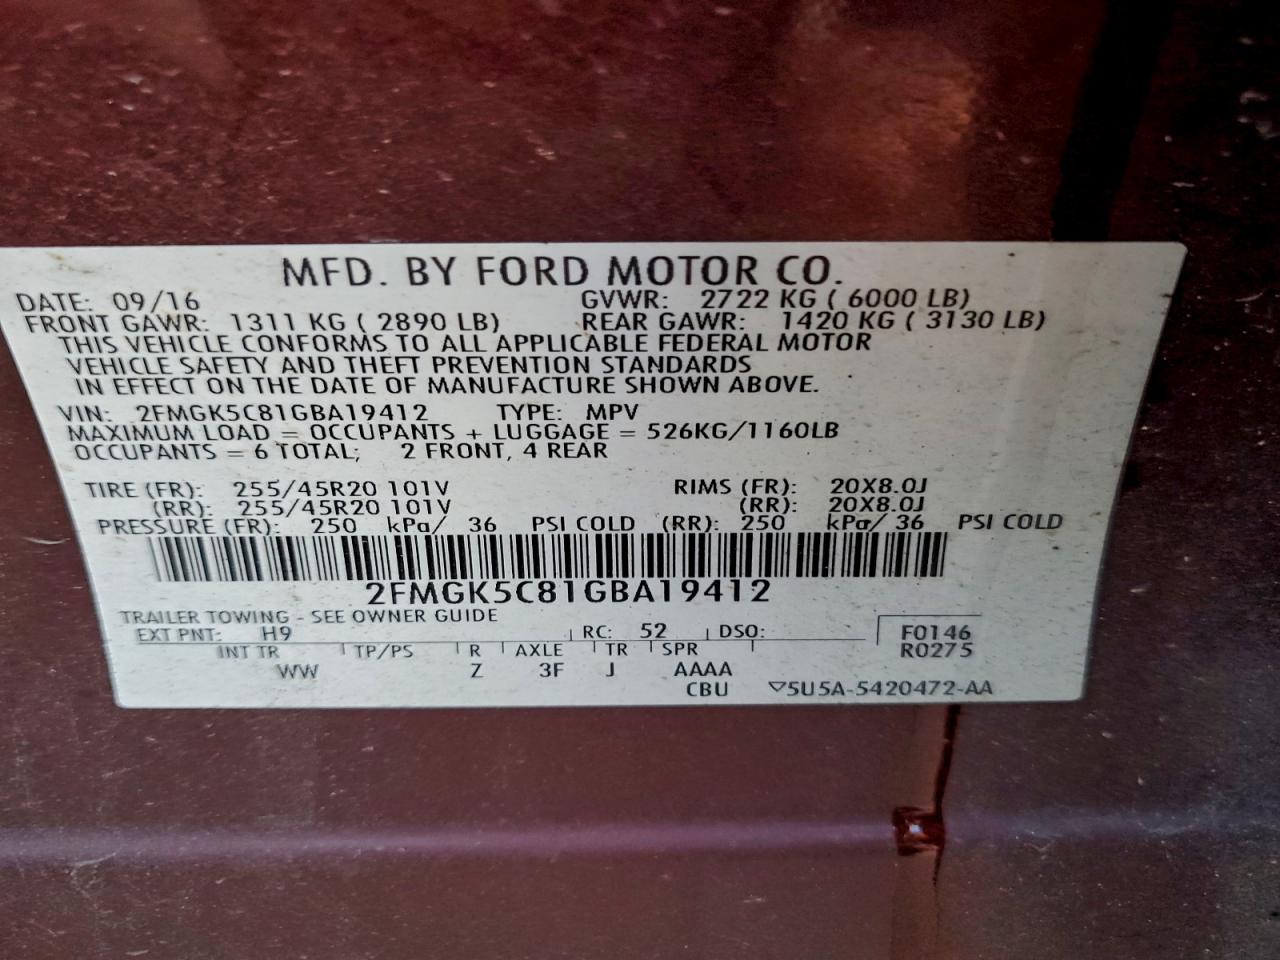 MFD. BY FORD MOTOR CO.
DATE: 09/16 GVWR: 2722 KG ( 6000 LB)
FRONT GAWR: 1311 KG ( 2890 LB) REAR GAWR: 1420 KG ( 3130 LB)
THIS VEHICLE CONFORMS TO ALL APPLICABLE FEDERAL MOTOR
VEHICLE SAFETY AND THEFT PREVENTION STANDARDS
IN EFFECT ON THE DATE OF MANUFACTURE SHOWN ABOVE.
VIN: 2FMGK5C81GBA19412 TYPE: MPV
MAXIMUM LOAD = OCCUPANTS + LUGGAGE = 526KG/1160LB
OCCUPANTS = 6 TOTAL; 2 FRONT, 4 REAR
TIRE (FR): 255/45R20 101V RIMS (FR): 20X8.0J
(RR): 255/45R20 101V (RR): 20X8.0J
PRESSURE (FR): 250 kPa/ 36 PSI COLD (RR): 250 kPa/ 36 PSI COLD
2FMGK5C81GBA19412
TRAILER TOWING - SEE OWNER GUIDE
EXT PNT: H9 RC: 52 DSO: F0146
INT TR TP/PS R AXLE TR SPR R0275
WW Z 3F J AAAA
CBU ▽5U5A-5420472-AA